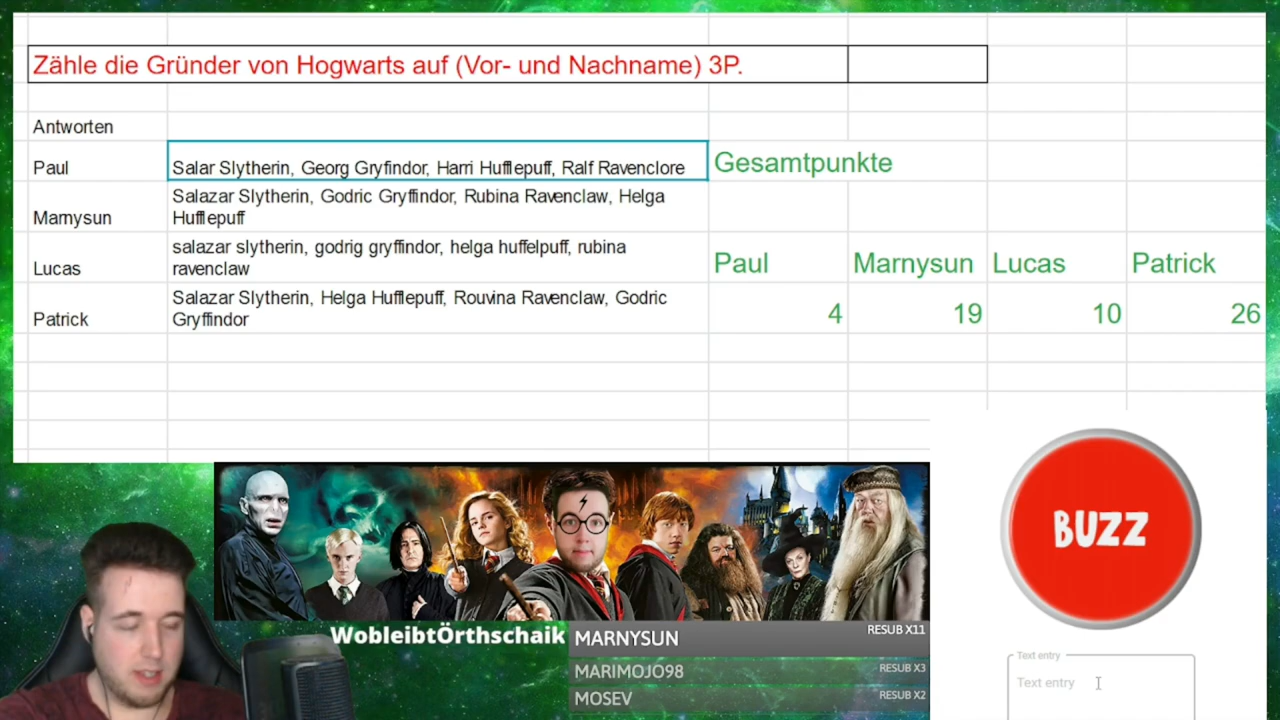 Zähle die Gründer von Hogwarts auf (Vor- und Nachname) 3P.
Antworten
Paul
Salar Slytherin, Georg Gryfindor, Harri Hufflepuff, Ralf Ravenclore
Gesamtpunkte
Marnysun
Salazar Slytherin, Godric Gryffindor, Rubina Ravenclaw, Helga
Hufflepuff
Lucas
salazar slytherin, godrig gryffindor, helga huffelpuff, rubina
ravenclaw
Patrick
Salazar Slytherin, Helga Hufflepuff, Rouvina Ravenclaw, Godric
Gryffindor
Paul Marnysun Lucas Patrick
4 19 10 26
BUZZ
Text entry
Text entry
WobleibtÖrthschaik
MARNYSUN RESUB X11
MARIMOJO98 RESUB X3
MOSEV RESUB X2